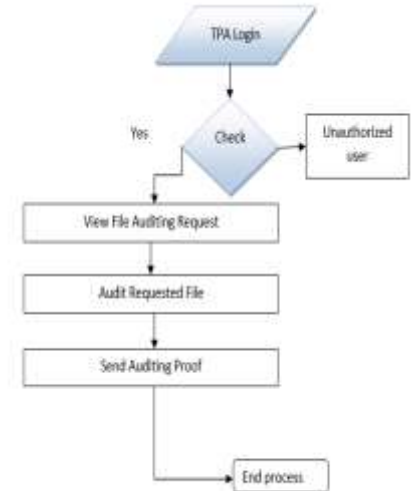 TPA Login
Yes
Check
Unauthorized
user
View File Auditing Request
Audit Requested File
Send Auditing Proof
End process